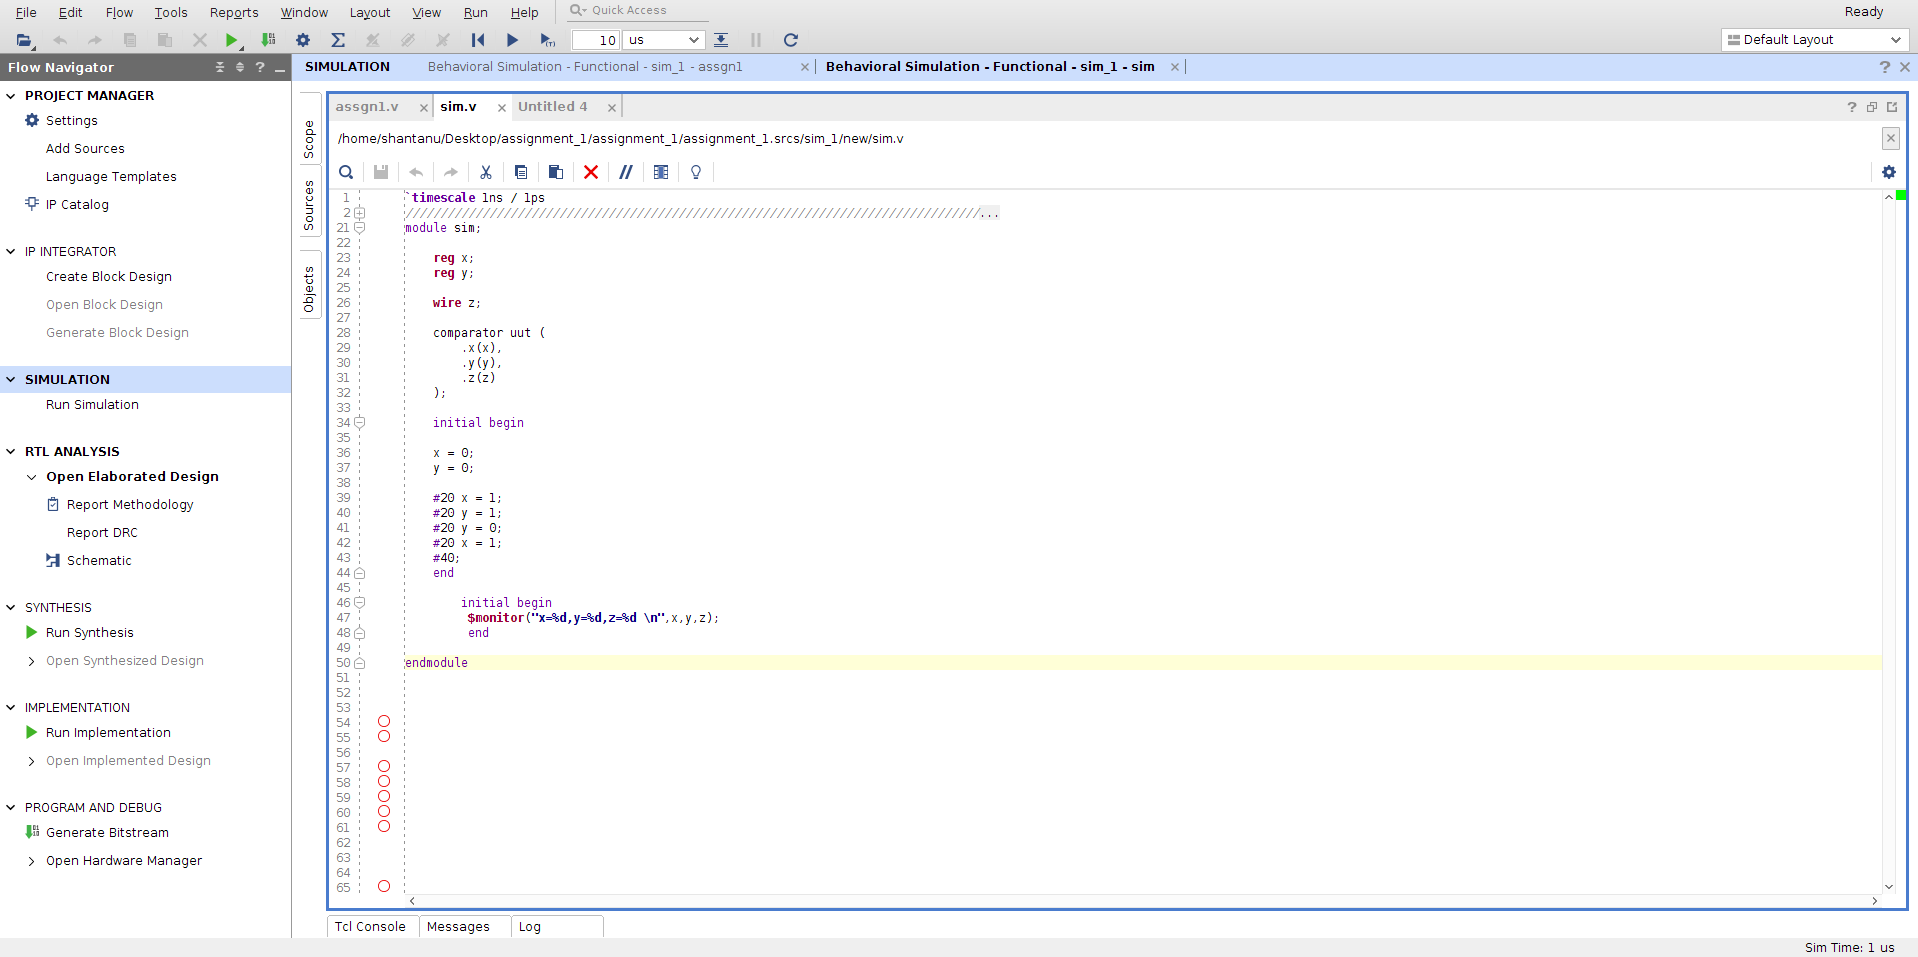 File Edit Flow Tools Reports Window Layout View Run Help Quick Access Ready
10 us Default Layout
Flow Navigator ? _
SIMULATION Behavioral Simulation - Functional - sim_1 - assgn1 × Behavioral Simulation - Functional - sim_1 - sim × ? ×
PROJECT MANAGER
Settings
Add Sources
Language Templates
IP Catalog
IP INTEGRATOR
Create Block Design
Open Block Design
Generate Block Design
SIMULATION
Run Simulation
RTL ANALYSIS
Open Elaborated Design
Report Methodology
Report DRC
Schematic
SYNTHESIS
Run Synthesis
Open Synthesized Design
IMPLEMENTATION
Run Implementation
Open Implemented Design
PROGRAM AND DEBUG
Generate Bitstream
Open Hardware Manager
Scope
Sources
Objects
assgn1.v × sim.v × Untitled 4 × ?
/home/shantanu/Desktop/assignment_1/assignment_1/assignment_1.srcs/sim_1/new/sim.v
1 `timescale 1ns / 1ps
2 //////////////////////////////////////////////////////////////////////////////////...
21 module sim;
22
23 reg x;
24 reg y;
25
26 wire z;
27
28 comparator uut (
29 .x(x),
30 .y(y),
31 .z(z)
32 );
33
34 initial begin
35
36 x = 0;
37 y = 0;
38
39 #20 x = 1;
40 #20 y = 1;
41 #20 y = 0;
42 #20 x = 1;
43 #40;
44 end
45
46 initial begin
47 $monitor("x=%d,y=%d,z=%d \n",x,y,z);
48 end
49
50 endmodule
51
52
53
54
55
56
57
58
59
60
61
62
63
64
65
Tcl Console Messages Log
Sim Time: 1 us